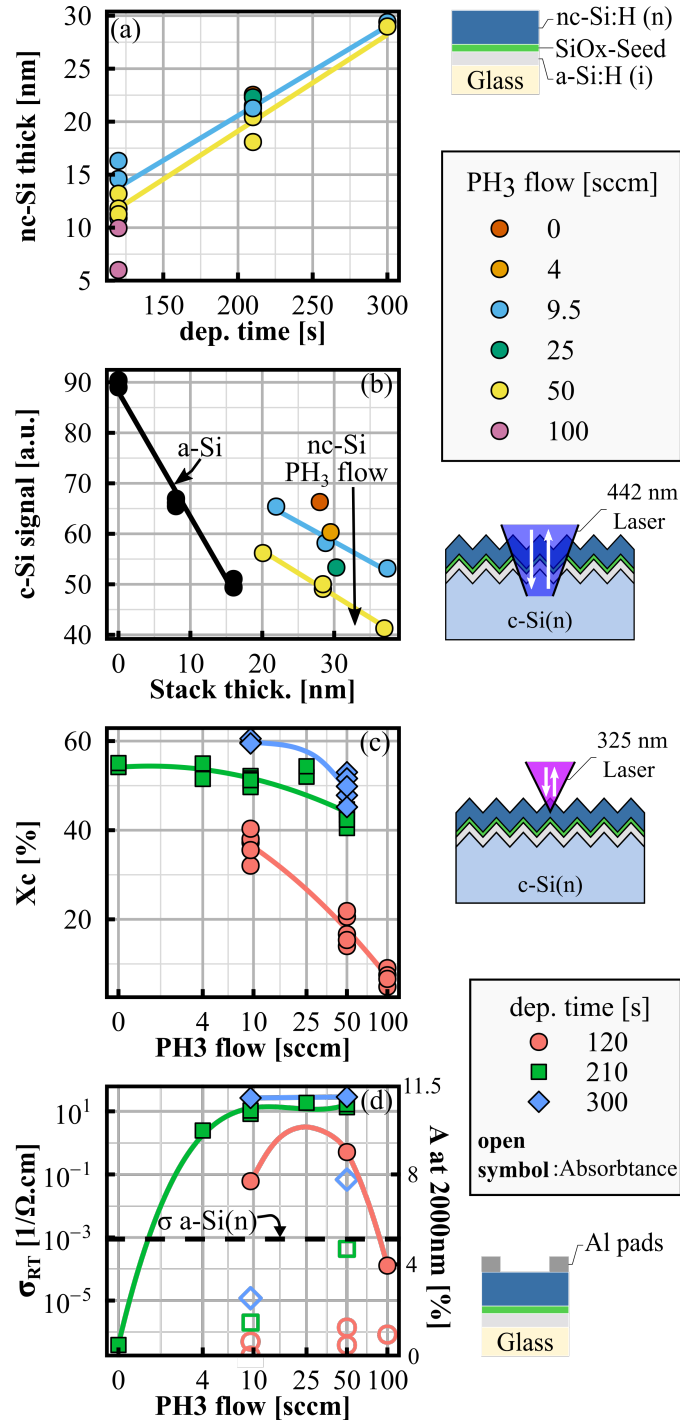 (a)
nc-Si thick [nm]
30
25
20
15
10
5
150
200
250
300
dep. time [s]
nc-Si:H (n)
SiOx-Seed
a-Si:H (i)
Glass
PH3 flow [sccm]
0
4
9.5
25
50
100
(b)
c-Si signal [a.u.]
90
80
70
60
50
40
a-Si
nc-Si
PH3 flow
0
10
20
30
40
Stack thick. [nm]
442 nm
Laser
c-Si(n)
(c)
Xc [%]
60
40
20
0
4
10
25
50
100
PH3 flow [sccm]
325 nm
Laser
c-Si(n)
dep. time [s]
120
210
300
open
symbol :Absorbtance
(d)
σRT [1/Ω.cm]
10^1
10^-1
10^-3
10^-5
σ a-Si(n)
11.5
8
4
0
A at 2000nm [%]
0
4
10
25
50
100
PH3 flow [sccm]
Al pads
Glass